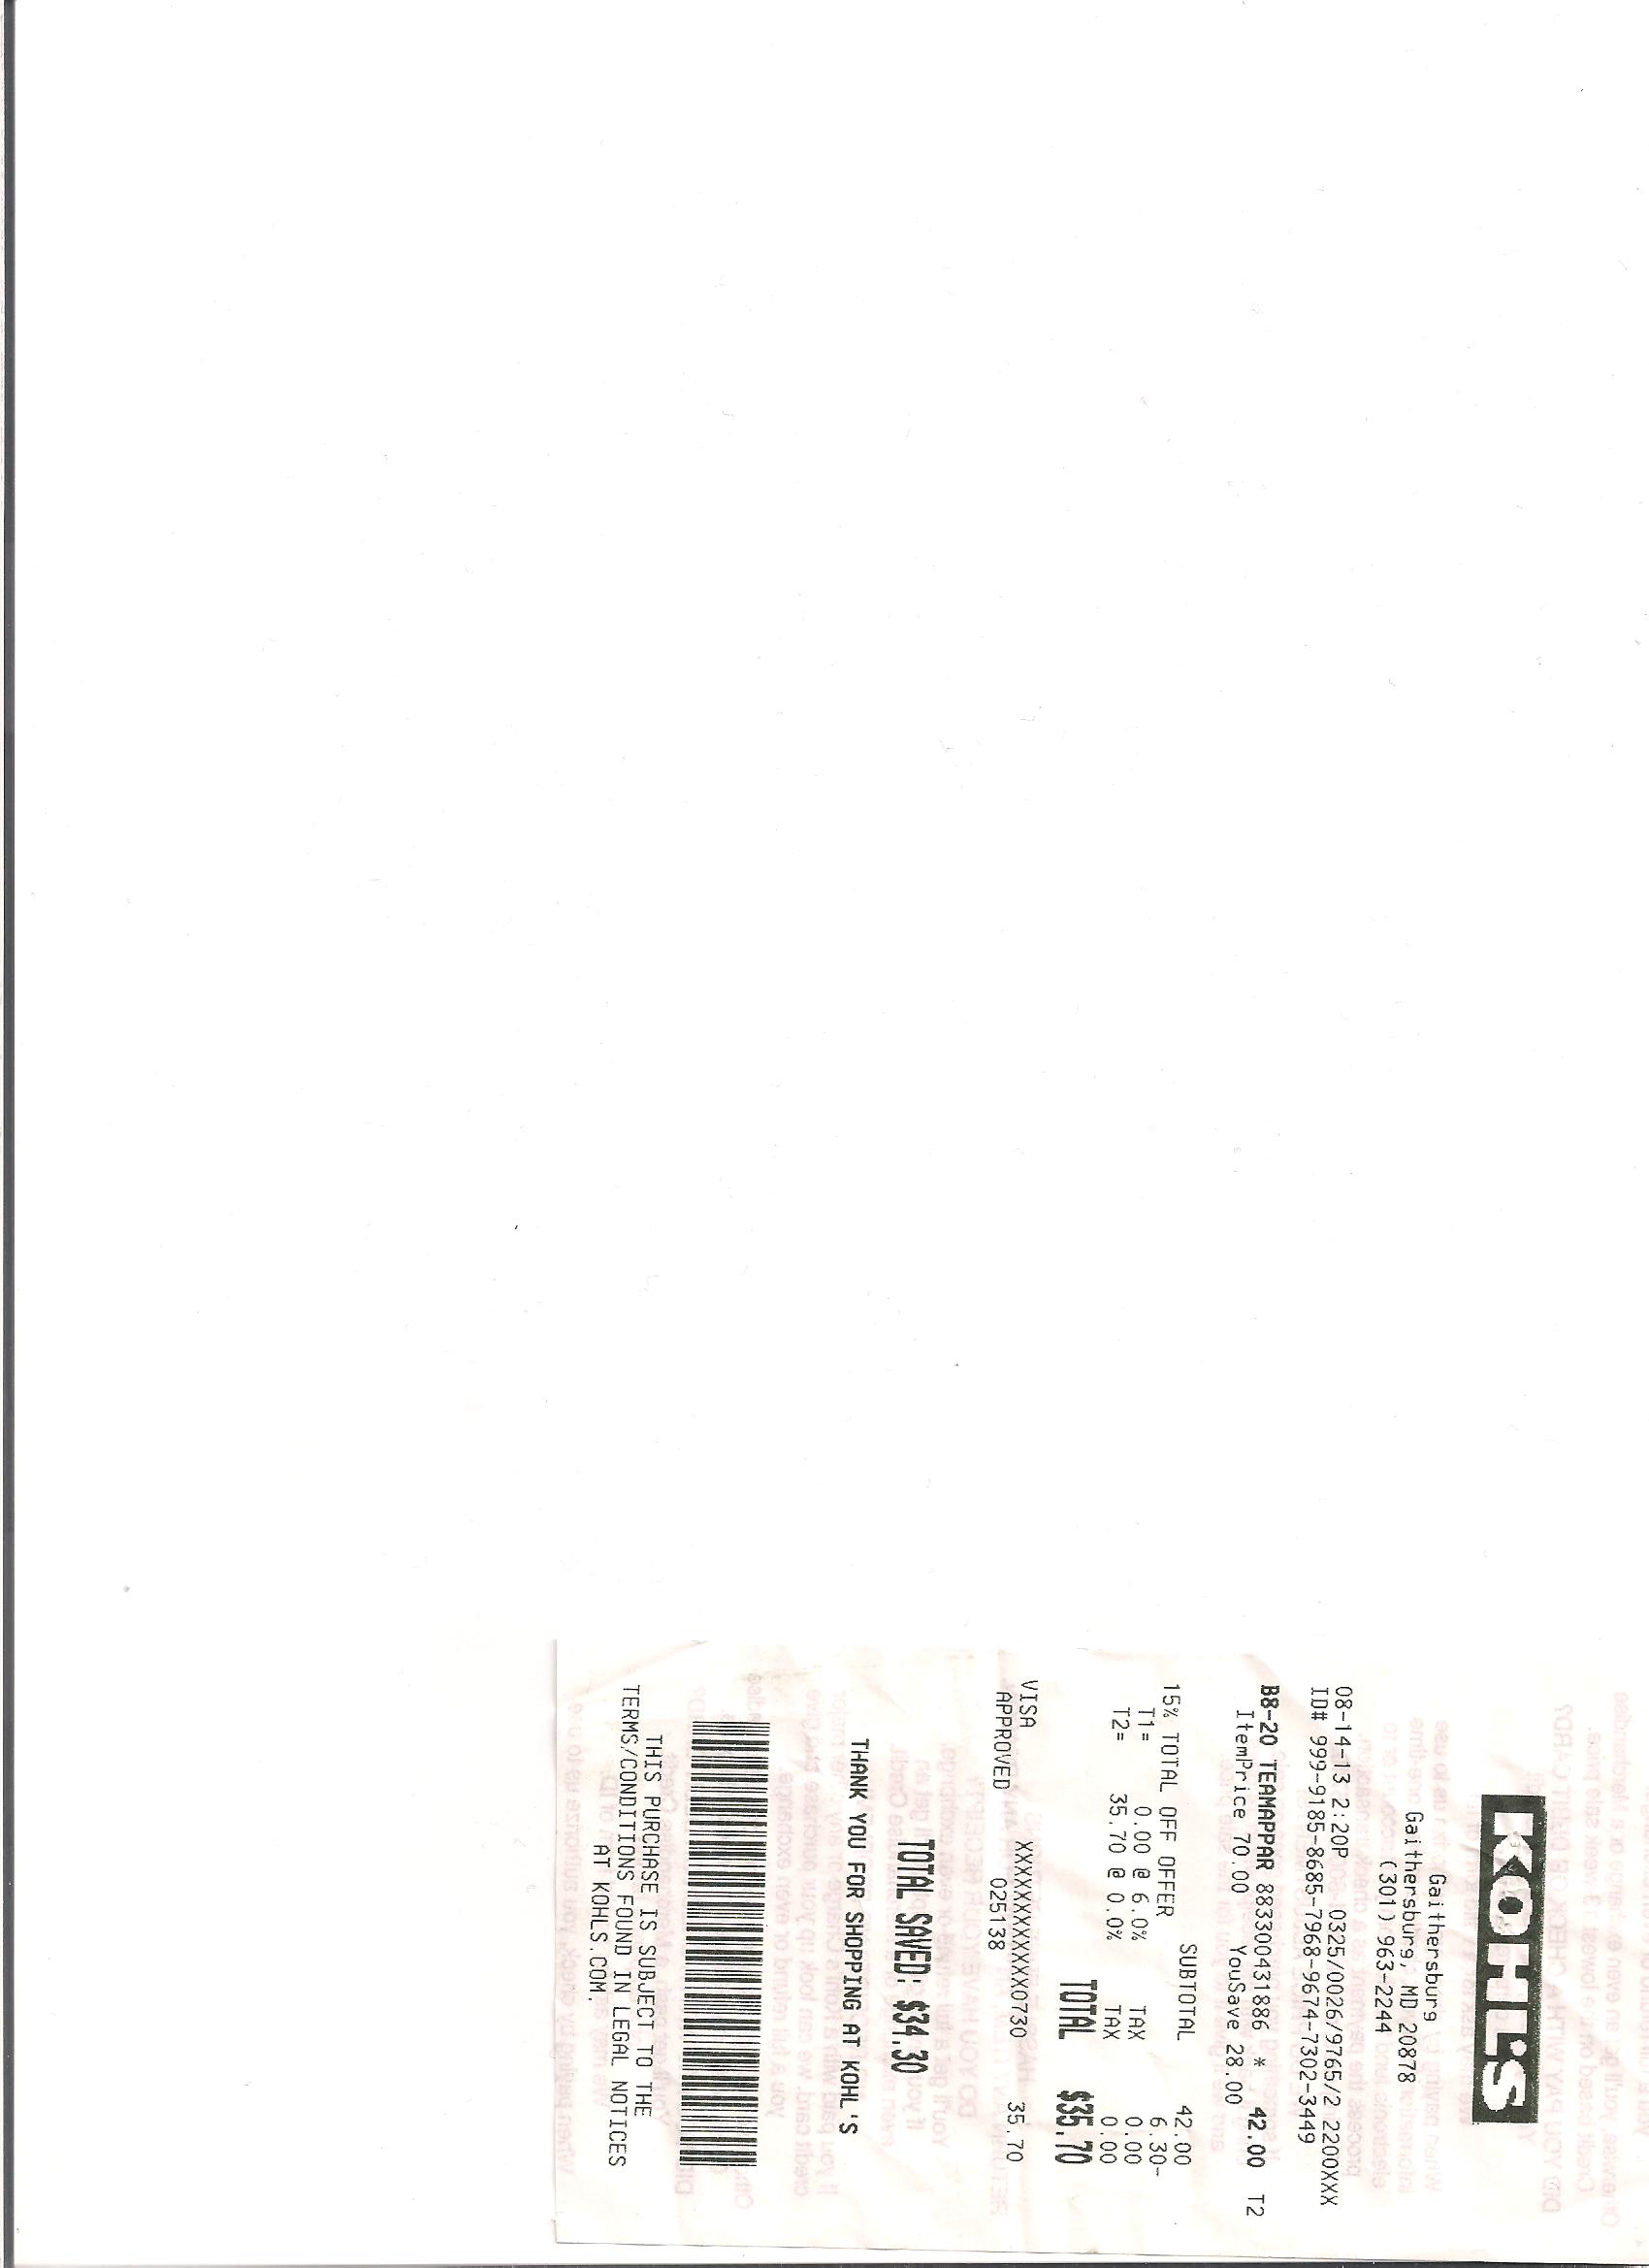 KOHL'S
Gaithersburg
Gaithersburg, MD 20878
(301) 963-2244
08-14-13 2:20P 0325/0026/9765/2 2200XXX
ID# 999-9185-8685-7968-9674-7302-3449
B8-20 TEAMAPPAR 883300431886 * 42.00 T2
ItemPrice 70.00 YouSave 28.00
SUBTOTAL 42.00
15% TOTAL OFF OFFER 6.30-
T1= 0.00 @ 6.0% TAX 0.00
T2= 35.70 @ 0.0% TAX 0.00
TOTAL $35.70
VISA XXXXXXXXXXXX0730 35.70
APPROVED 025138
TOTAL SAVED: $34.30
THANK YOU FOR SHOPPING AT KOHL'S
THIS PURCHASE IS SUBJECT TO THE
TERMS/CONDITIONS FOUND IN LEGAL NOTICES
AT KOHLS.COM.